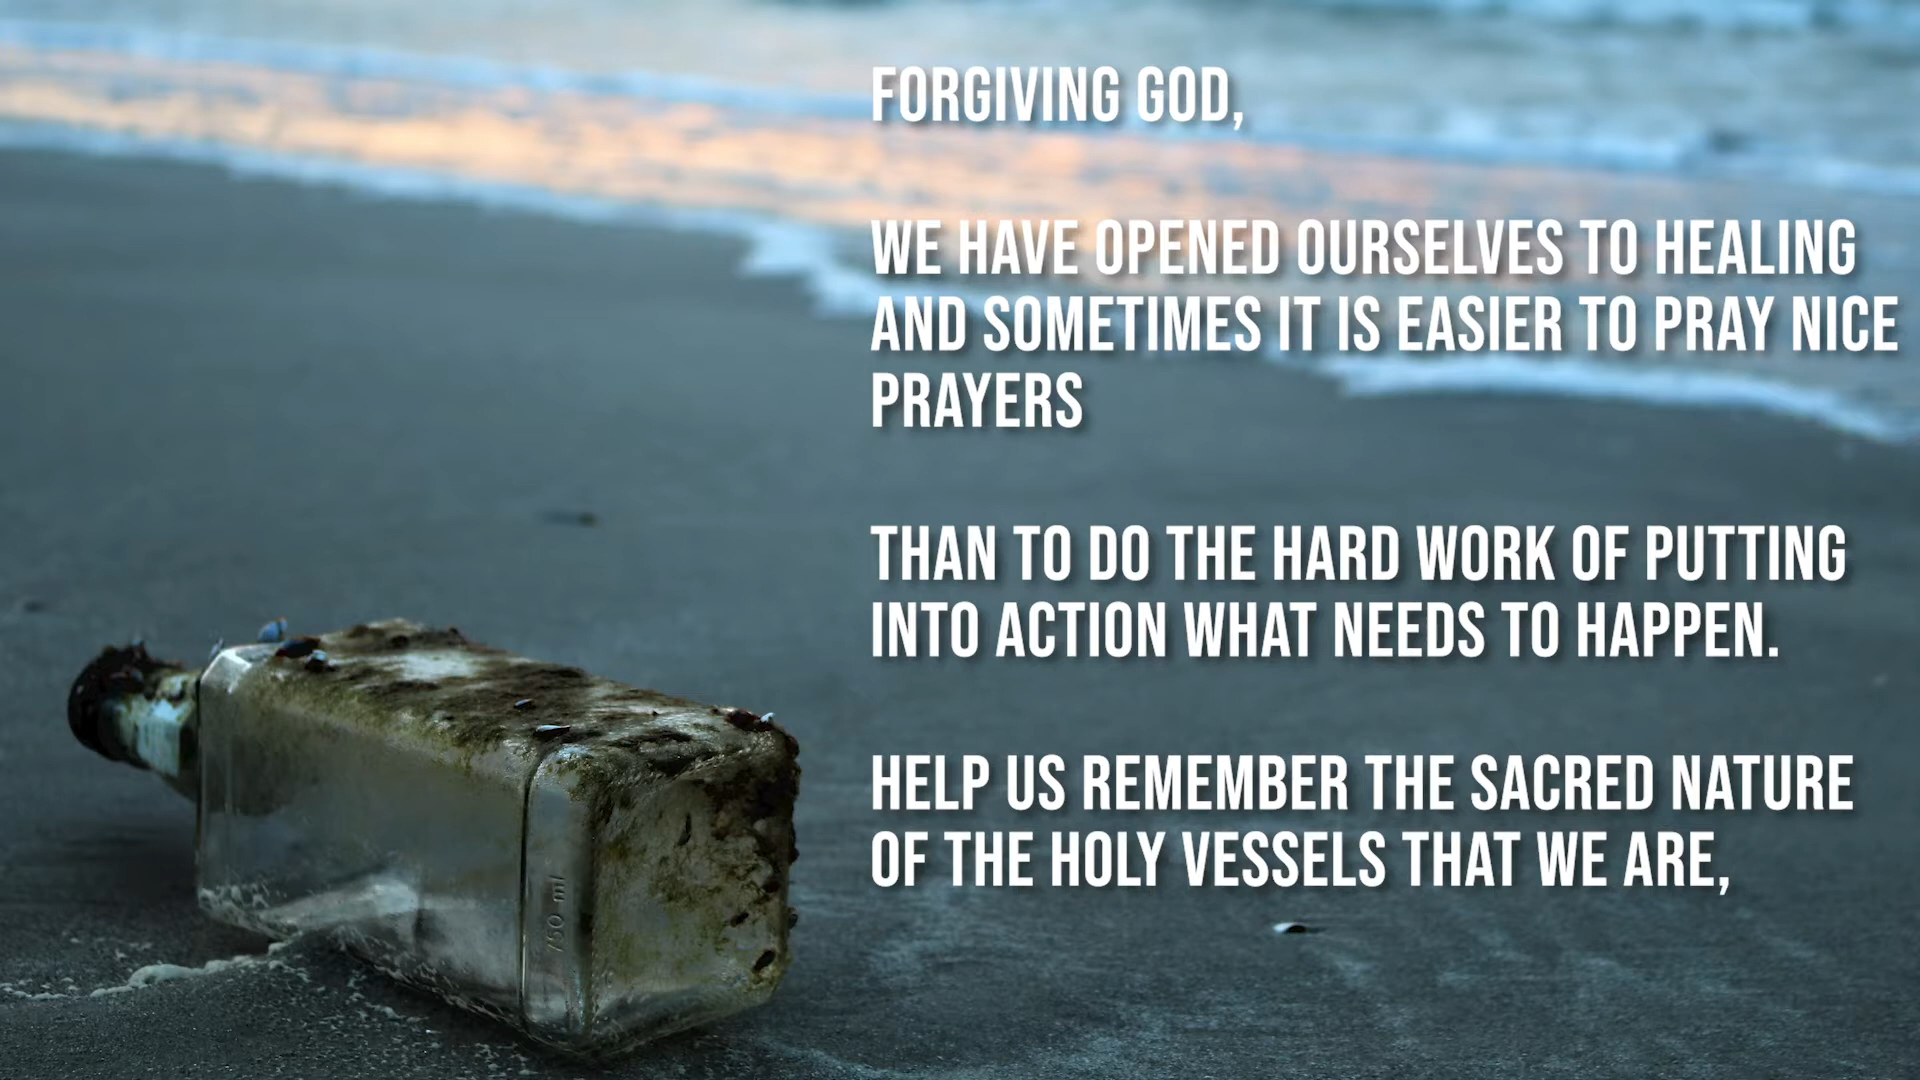 FORGIVING GOD,
WE HAVE OPENED OURSELVES TO HEALING
AND SOMETIMES IT IS EASIER TO PRAY NICE
PRAYERS
THAN TO DO THE HARD WORK OF PUTTING
INTO ACTION WHAT NEEDS TO HAPPEN.
HELP US REMEMBER THE SACRED NATURE
OF THE HOLY VESSELS THAT WE ARE,
750 ml